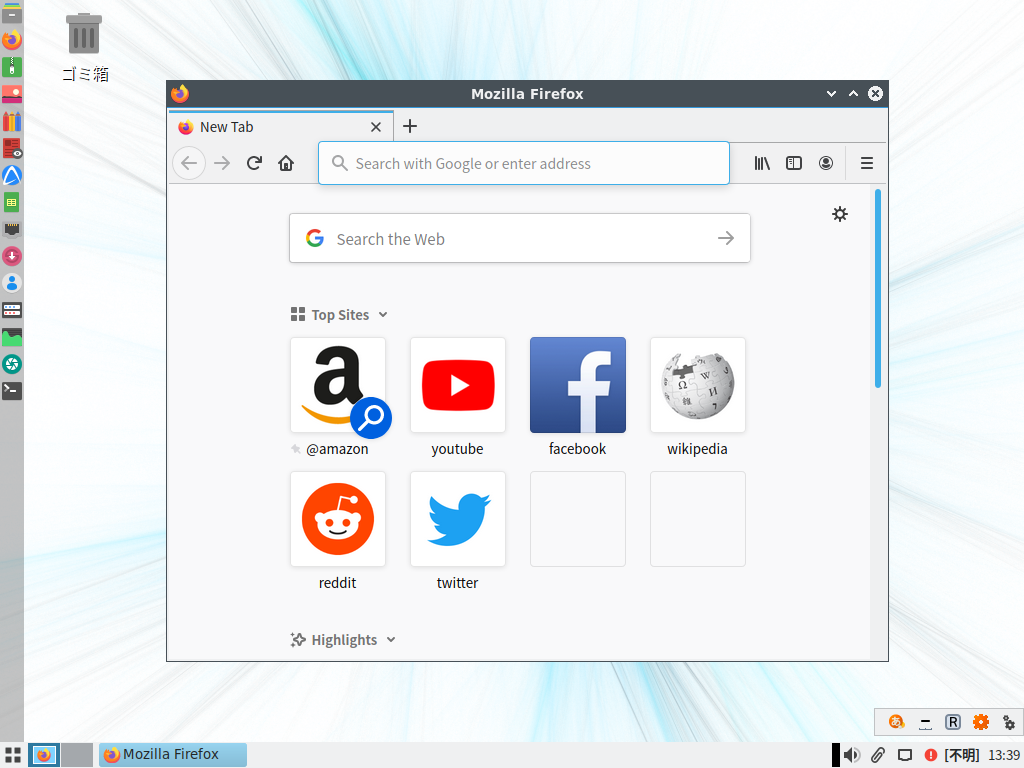 ゴミ箱
Mozilla Firefox
New Tab
Search with Google or enter address
Search the Web
Top Sites
@amazon
youtube
facebook
wikipedia
reddit
twitter
Highlights
あ R
Mozilla Firefox
[不明] 13:39